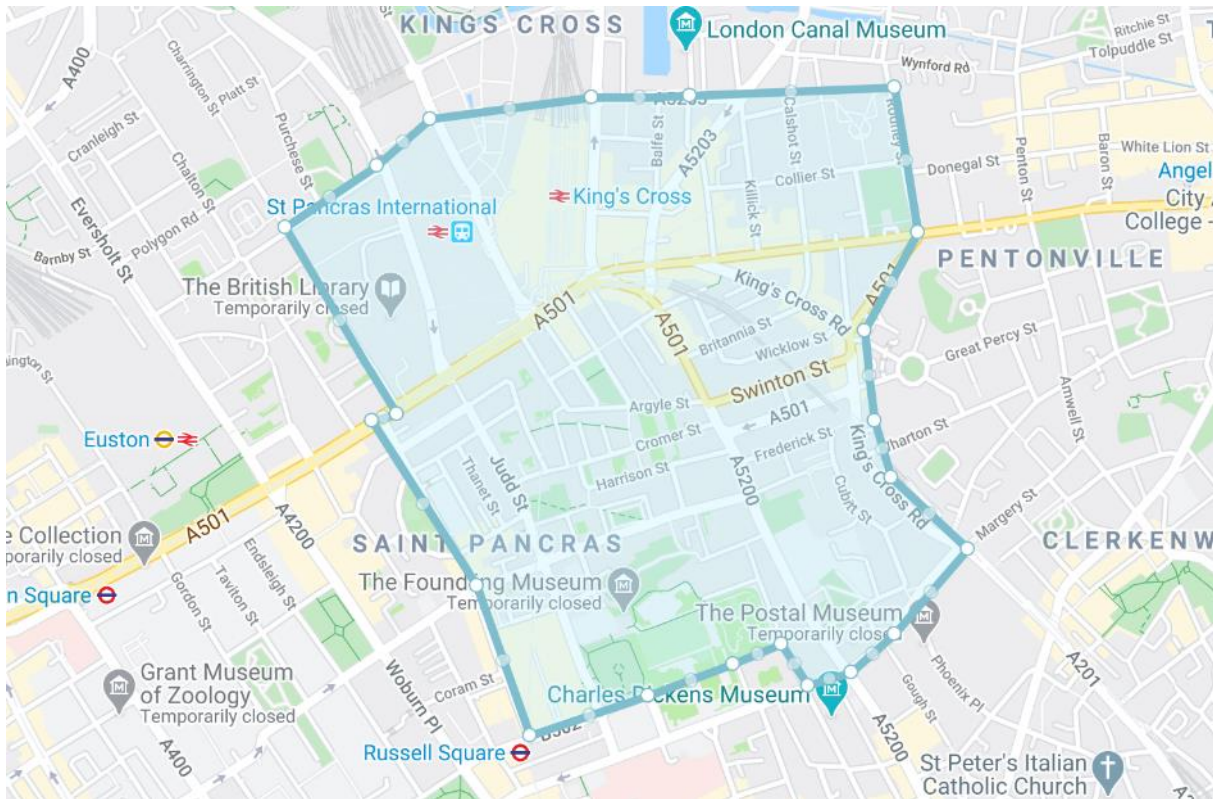 KINGS CROSS
London Canal Museum
Ritchie St
Tolpuddle St
Wynford Rd
A400
Charrington St
Platt St
Cranleigh St
Purchese St
Chalton St
Polygon Rd
Barnby St
Eversholt St
A5203
Balfe St
A5203
Calshot St
Rodney St
Killick St
Collier St
Donegal St
Penton St
Baron St
White Lion St
Angel
City
College -
St Pancras International
King's Cross
PENTONVILLE
The British Library
Temporarily closed
A501
A501
A501
King's Cross Rd
Britannia St
Wicklow St
Swinton St
Great Percy St
Amwell St
Argyle St
A501
Cromer St
Frederick St
Harrison St
Wharton St
King's Cross Rd
Cubitt St
A5200
Margery St
Euston
A501
A4200
Thanet St
Judd St
SAINT PANCRAS
CLERKENW
e Collection
porarily closed
n Square
Gordon St
Taviton St
Endsleigh St
The Foundling Museum
Temporarily closed
The Postal Museum
Temporarily closed
Grant Museum
of Zoology
Temporarily closed
Woburn Pl
Coram St
Charles Dickens Museum
Gough St
Phoenix Pl
A201
Russell Square
B502
A5200
A400
St Peter's Italian
Catholic Church